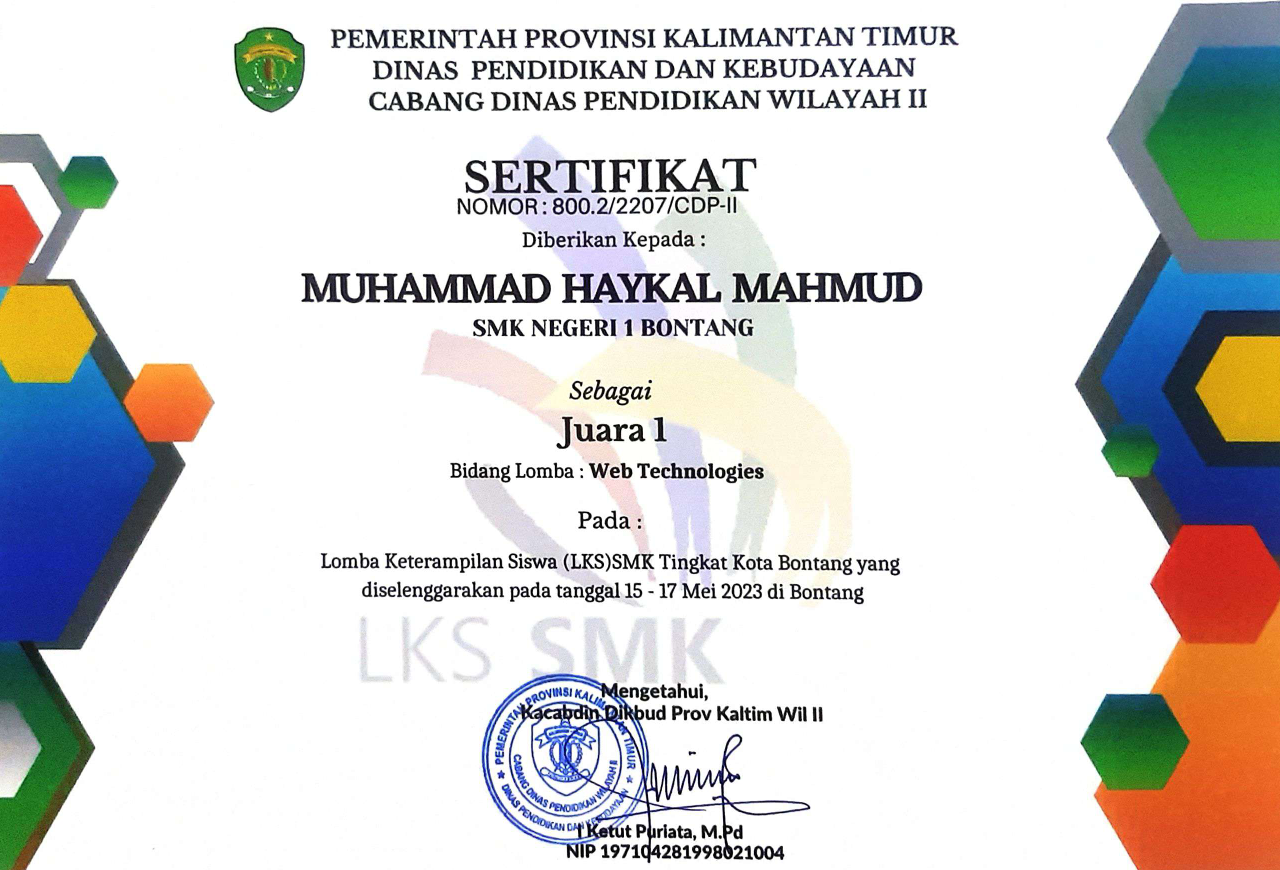 PEMERINTAH PROVINSI KALIMANTAN TIMUR
DINAS PENDIDIKAN DAN KEBUDAYAAN
CABANG DINAS PENDIDIKAN WILAYAH II
SERTIFIKAT
NOMOR : 800.2/2207/CDP-II
Diberikan Kepada :
MUHAMMAD HAYKAL MAHMUD
SMK NEGERI 1 BONTANG
Sebagai
Juara 1
Bidang Lomba : Web Technologies
Pada :
Lomba Keterampilan Siswa (LKS)SMK Tingkat Kota Bontang yang
diselenggarakan pada tanggal 15 - 17 Mei 2023 di Bontang
LKS SMK
Mengetahui,
Kacabdin Dikbud Prov Kaltim Wil II
PEMERINTAH PROVINSI KALIMANTAN TIMUR
CABANG DINAS PENDIDIKAN WILAYAH II
DINAS PENDIDIKAN DAN KEBUDAYAAN
I Ketut Puriata, M.Pd
NIP 197104281998021004